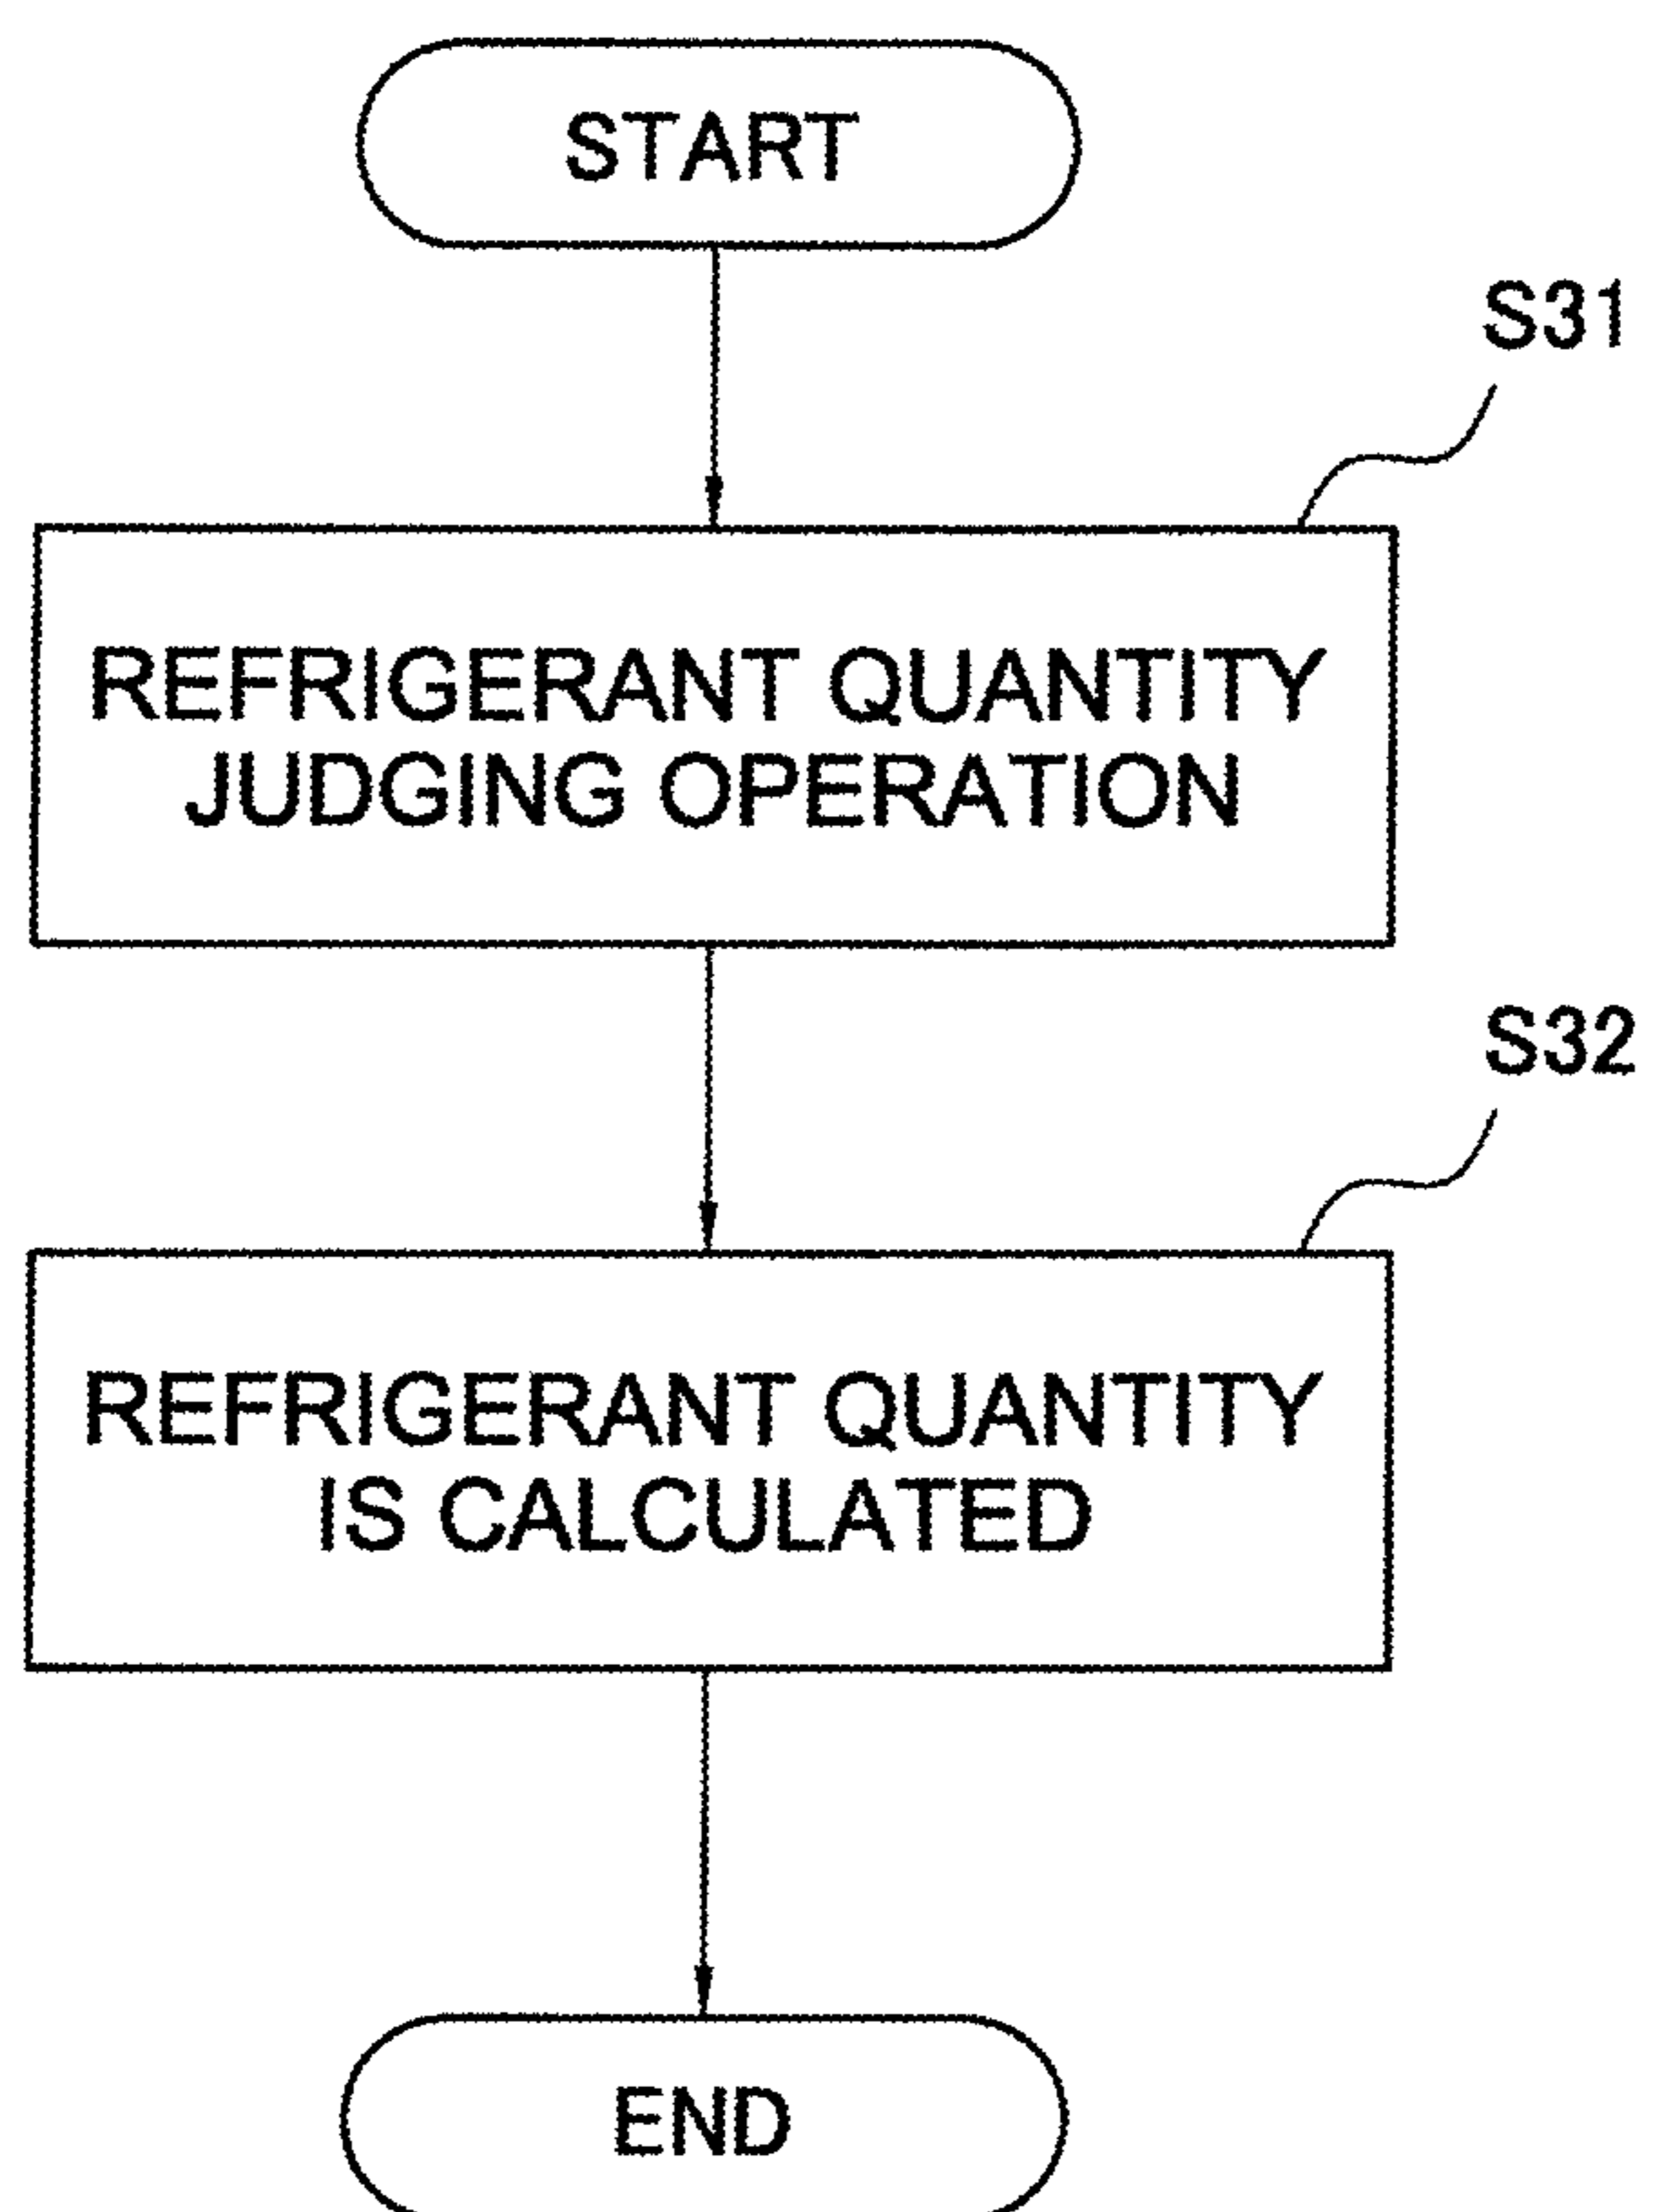 START
S31
REFRIGERANT QUANTITY
JUDGING OPERATION
S32
REFRIGERANT QUANTITY
IS CALCULATED
END